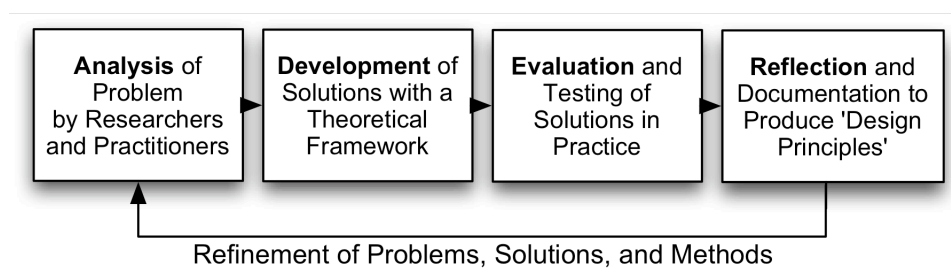 Analysis of
Problem
by Researchers
and Practitioners
Development of
Solutions with a
Theoretical
Framework
Evaluation and
Testing of
Solutions in
Practice
Reflection and
Documentation to
Produce 'Design
Principles'
Refinement of Problems, Solutions, and Methods